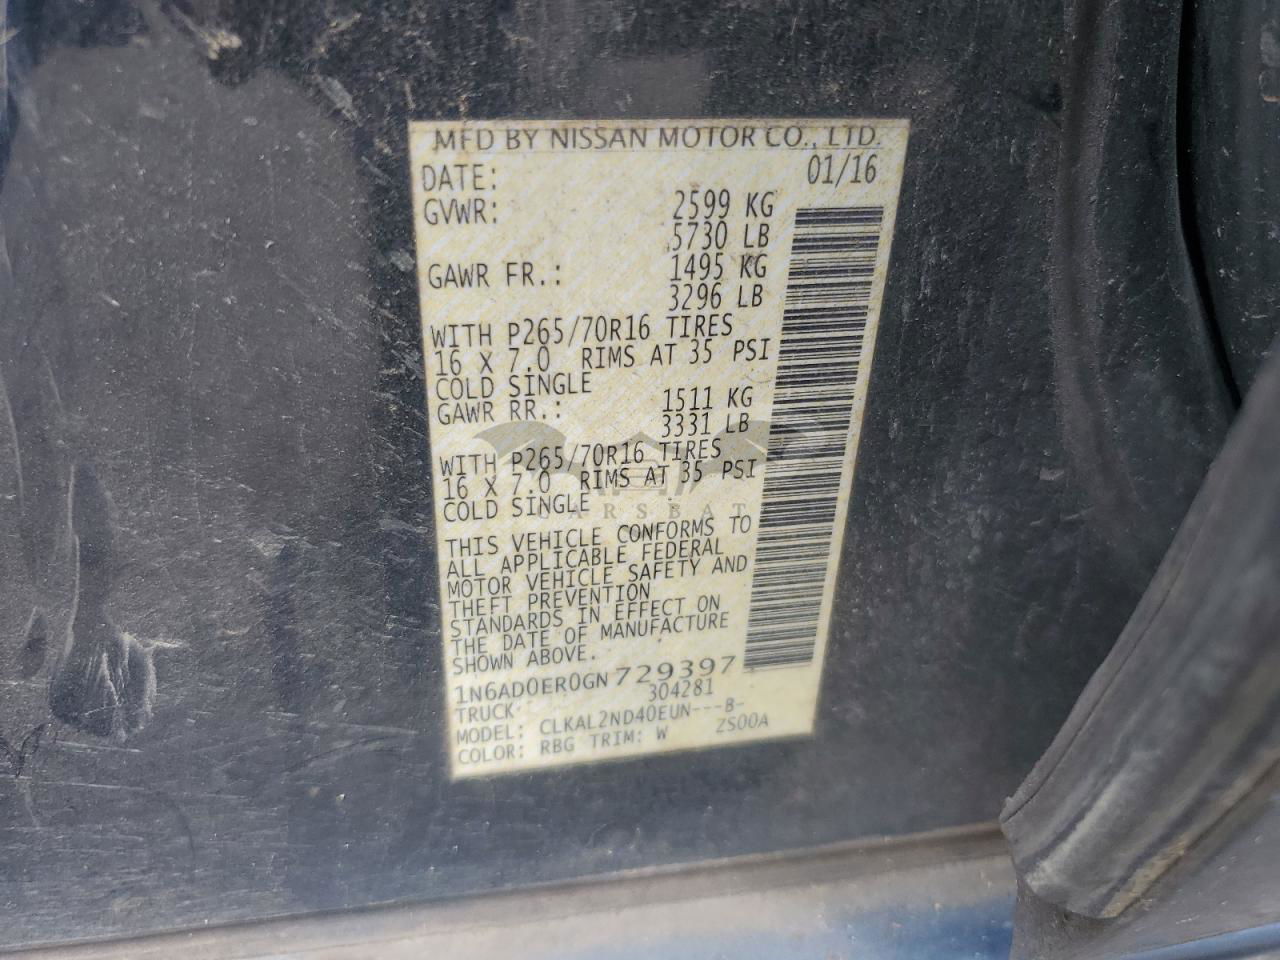 MFD BY NISSAN MOTOR CO., LTD.
DATE: 01/16
GVWR: 2599 KG
5730 LB
GAWR FR.: 1495 KG
3296 LB
WITH P265/70R16 TIRES
16 X 7.0 RIMS AT 35 PSI
COLD SINGLE
GAWR RR.: 1511 KG
3331 LB
WITH P265/70R16 TIRES
16 X 7.0 RIMS AT 35 PSI
COLD SINGLE
ARSBAT
THIS VEHICLE CONFORMS TO
ALL APPLICABLE FEDERAL
MOTOR VEHICLE SAFETY AND
THEFT PREVENTION
STANDARDS IN EFFECT ON
THE DATE OF MANUFACTURE
SHOWN ABOVE.
1N6AD0ER0GN729397
TRUCK 304281
MODEL: CLKAL2ND40EUN---B-
COLOR: RBG TRIM: W ZS00A